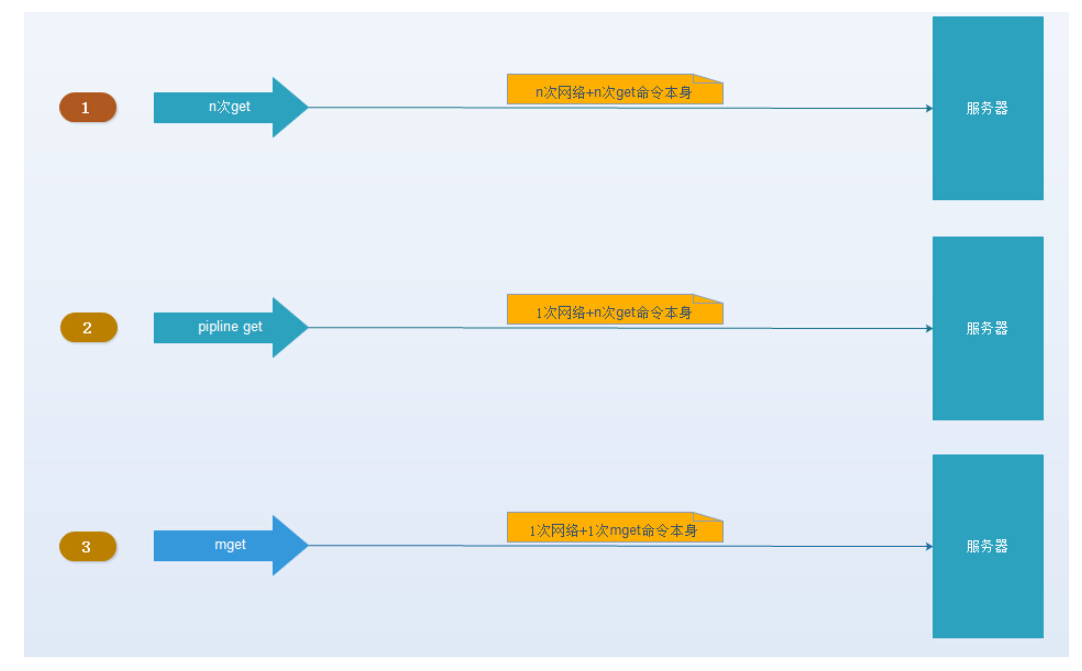 1
n次get
n次网络+n次get命令本身
服务器
2
pipline get
1次网络+n次get命令本身
服务器
3
mget
1次网络+1次mget命令本身
服务器